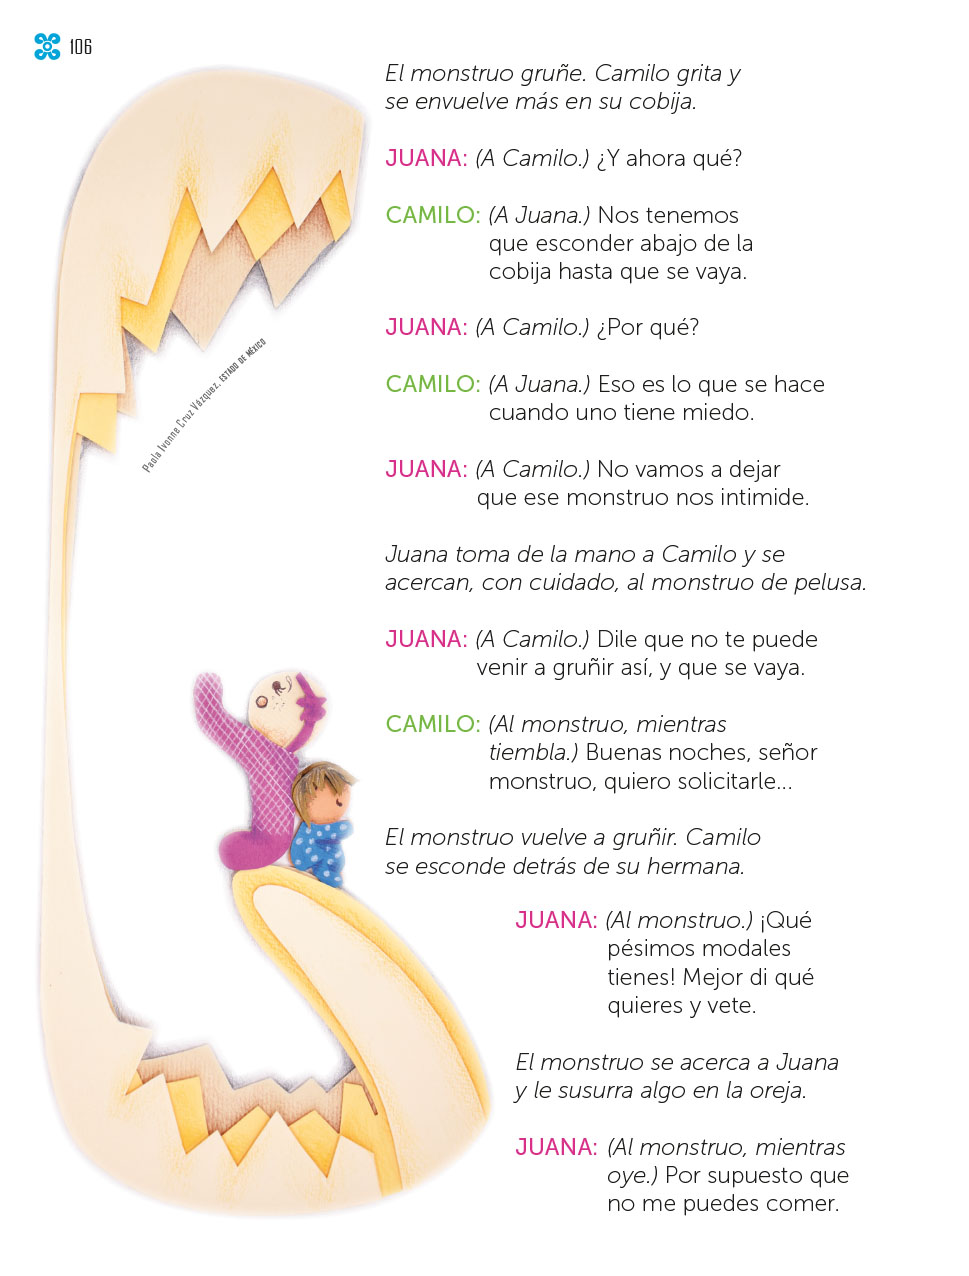 106
El monstruo gruñe. Camilo grita y
se envuelve más en su cobija.
JUANA: (A Camilo.) ¿Y ahora qué?
CAMILO: (A Juana.) Nos tenemos
que esconder abajo de la
cobija hasta que se vaya.
JUANA: (A Camilo.) ¿Por qué?
CAMILO: (A Juana.) Eso es lo que se hace
cuando uno tiene miedo.
JUANA: (A Camilo.) No vamos a dejar
que ese monstruo nos intimide.
Juana toma de la mano a Camilo y se
acercan, con cuidado, al monstruo de pelusa.
JUANA: (A Camilo.) Dile que no te puede
venir a gruñir así, y que se vaya.
CAMILO: (Al monstruo, mientras
tiembla.) Buenas noches, señor
monstruo, quiero solicitarle...
El monstruo vuelve a gruñir. Camilo
se esconde detrás de su hermana.
JUANA: (Al monstruo.) ¡Qué
pésimos modales
tienes! Mejor di qué
quieres y vete.
El monstruo se acerca a Juana
y le susurra algo en la oreja.
JUANA: (Al monstruo, mientras
oye.) Por supuesto que
no me puedes comer.
Paola Ivonne Cruz Vázquez, ESTADO DE MÉXICO